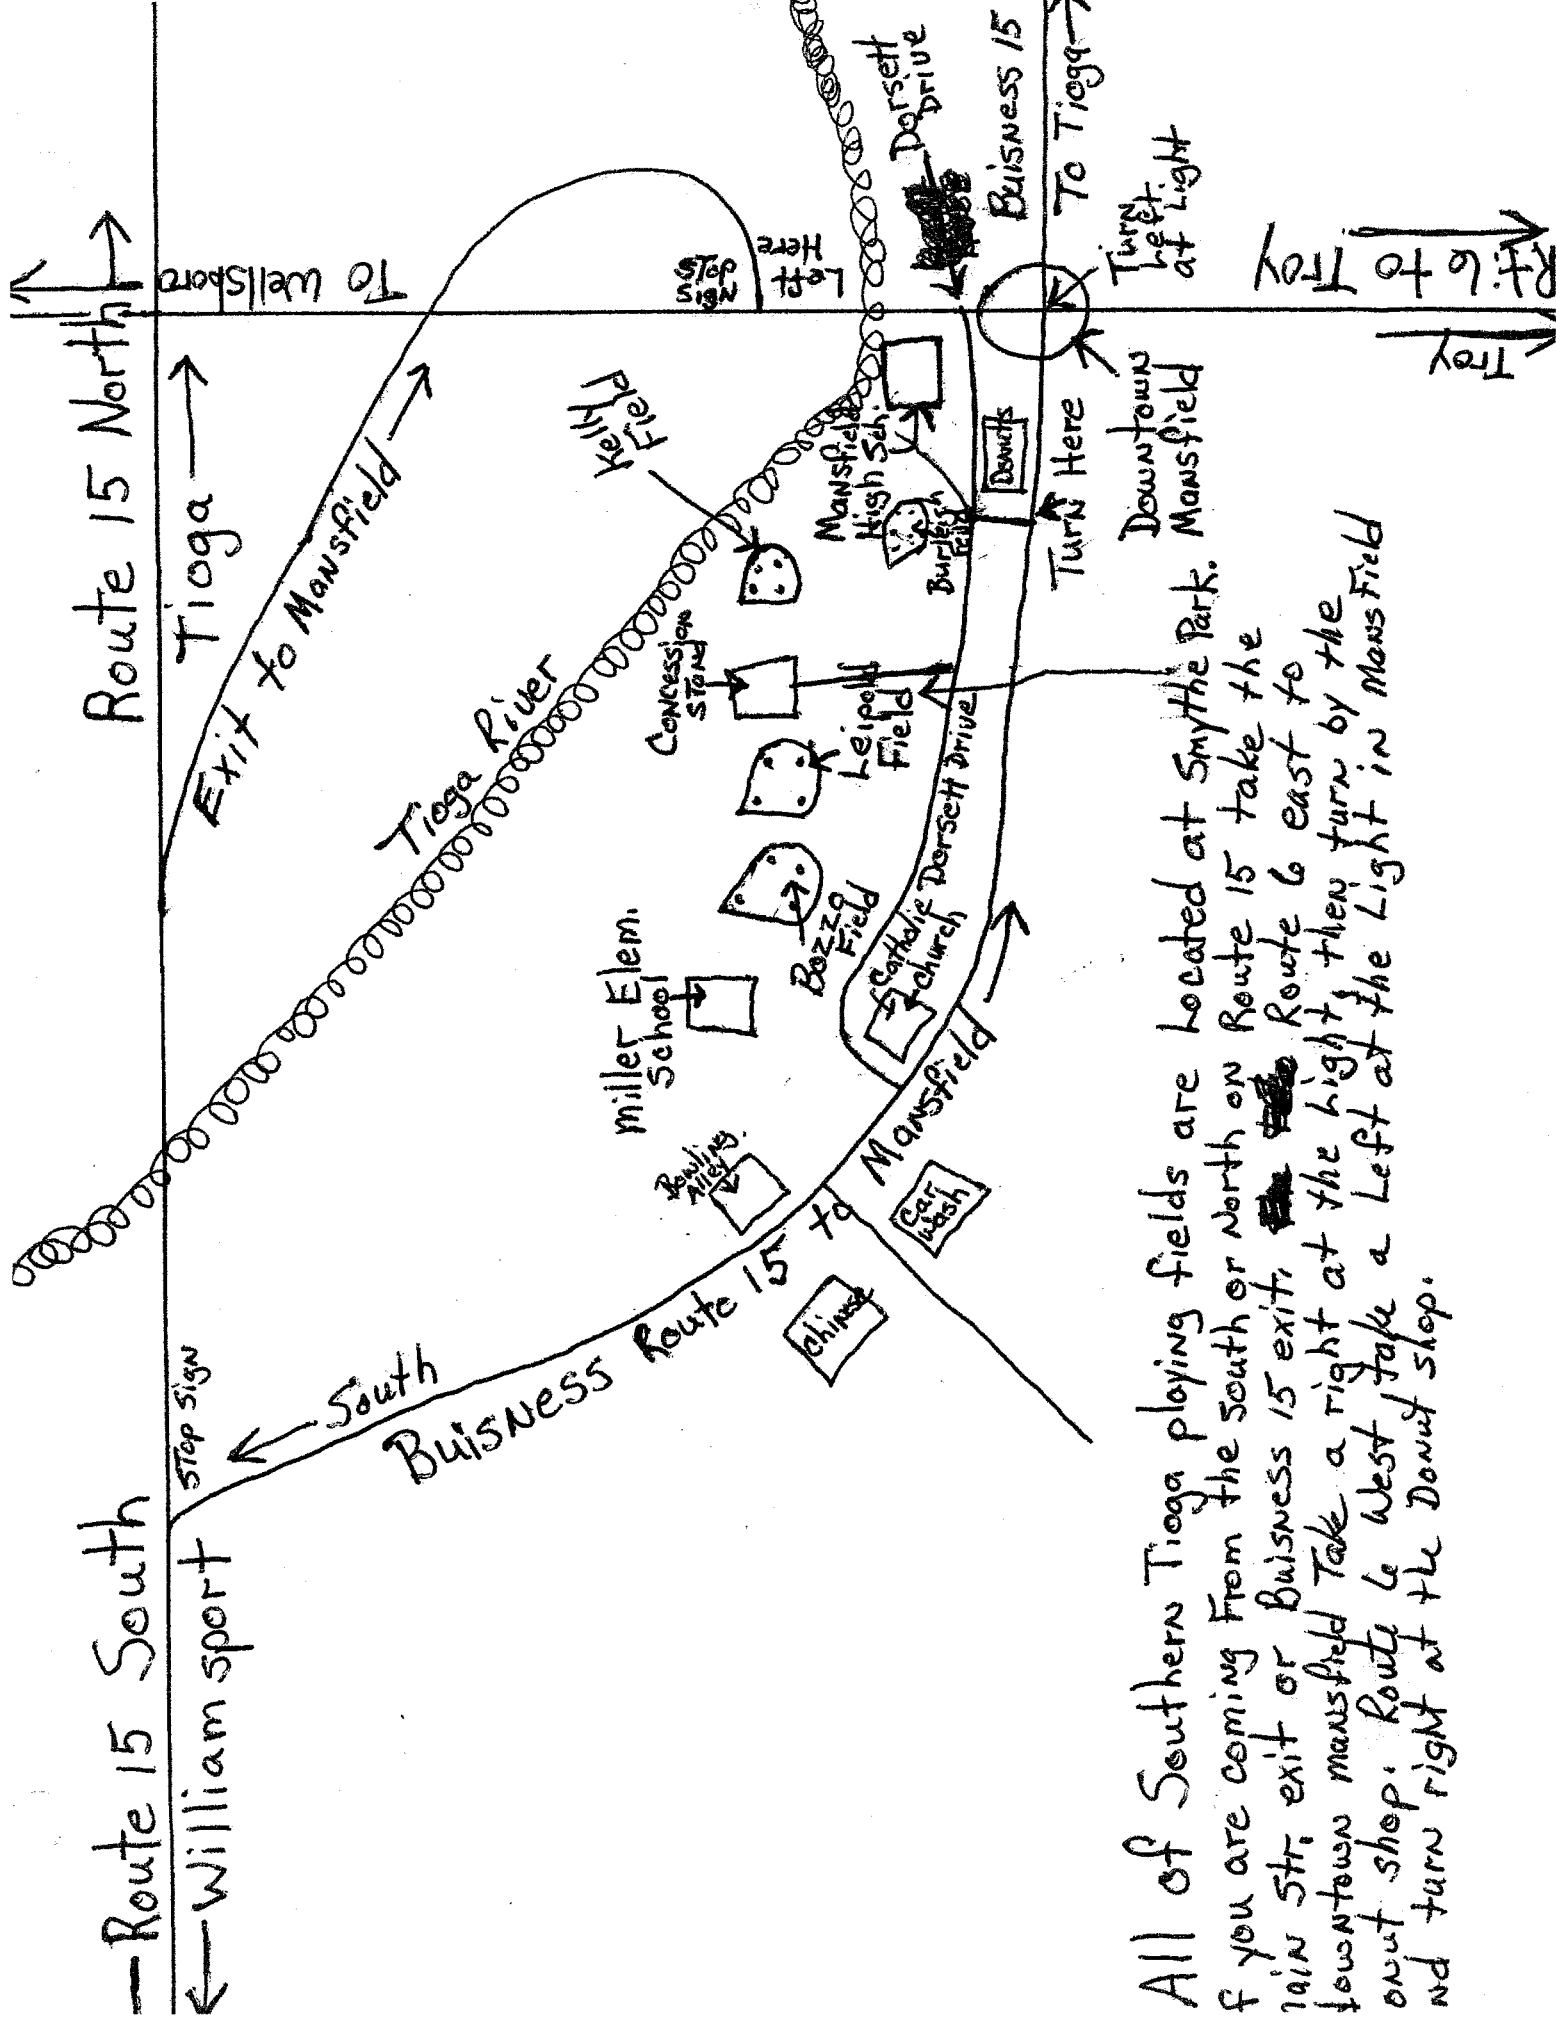 Route 15 South
Route 15 North
Williamsport
Stop Sign
Tioga
To Wellsboro
Exit to Mansfield
South
Buisness Route 15 to Mansfield
Tioga River
Stop
Sign
Left
Here
Kelly
Field
Concession
Stand
Miller Elem.
School
Bowling
Alley
Chinese
Car
Wash
Bozzo
Field
Leipold
Field
Catholic
Church
Dorsett Drive
Mansfield
High Sch.
Burleigh
Field
Donuts
Turn Here
Dorsett
Drive
Buisness 15
To Tioga
Turn
Left
at Light
Downtown
Mansfield
Rt. 6 to
Troy
Troy
All of Southern Tioga playing fields are Located at Smythe Park.
f you are coming from the south or North on Route 15 take the
ain Str. exit or Buisness 15 exit. Route 6 east to
downtown mansfield Take a right at the Light, then turn by the
onut shop. Route 6 West take a Left at the Light in Mansfield
nd turn right at the Donut shop.